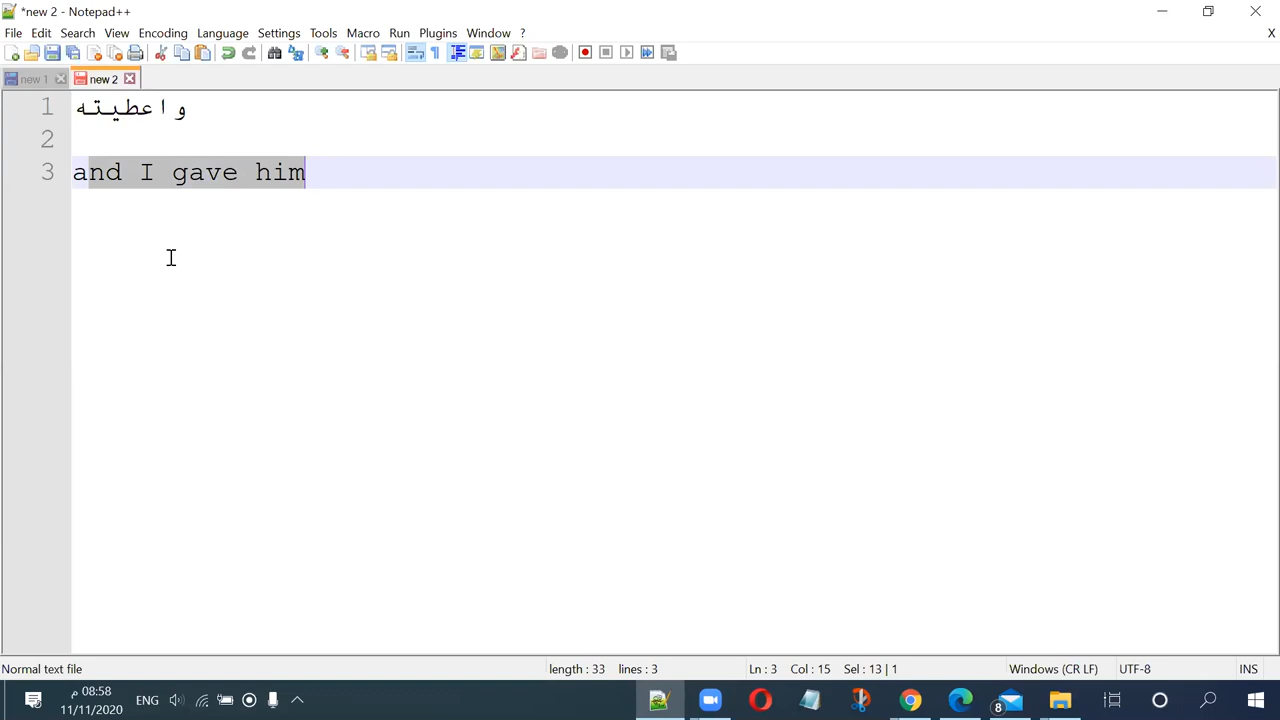 *new 2 - Notepad++
File Edit Search View Encoding Language Settings Tools Macro Run Plugins Window ? X
new 1 new 2
1 واعطيته
2
3 and I gave him
Normal text file length : 33 lines : 3 Ln : 3 Col : 15 Sel : 13 | 1 Windows (CR LF) UTF-8 INS
08:58 م ENG 8
11/11/2020